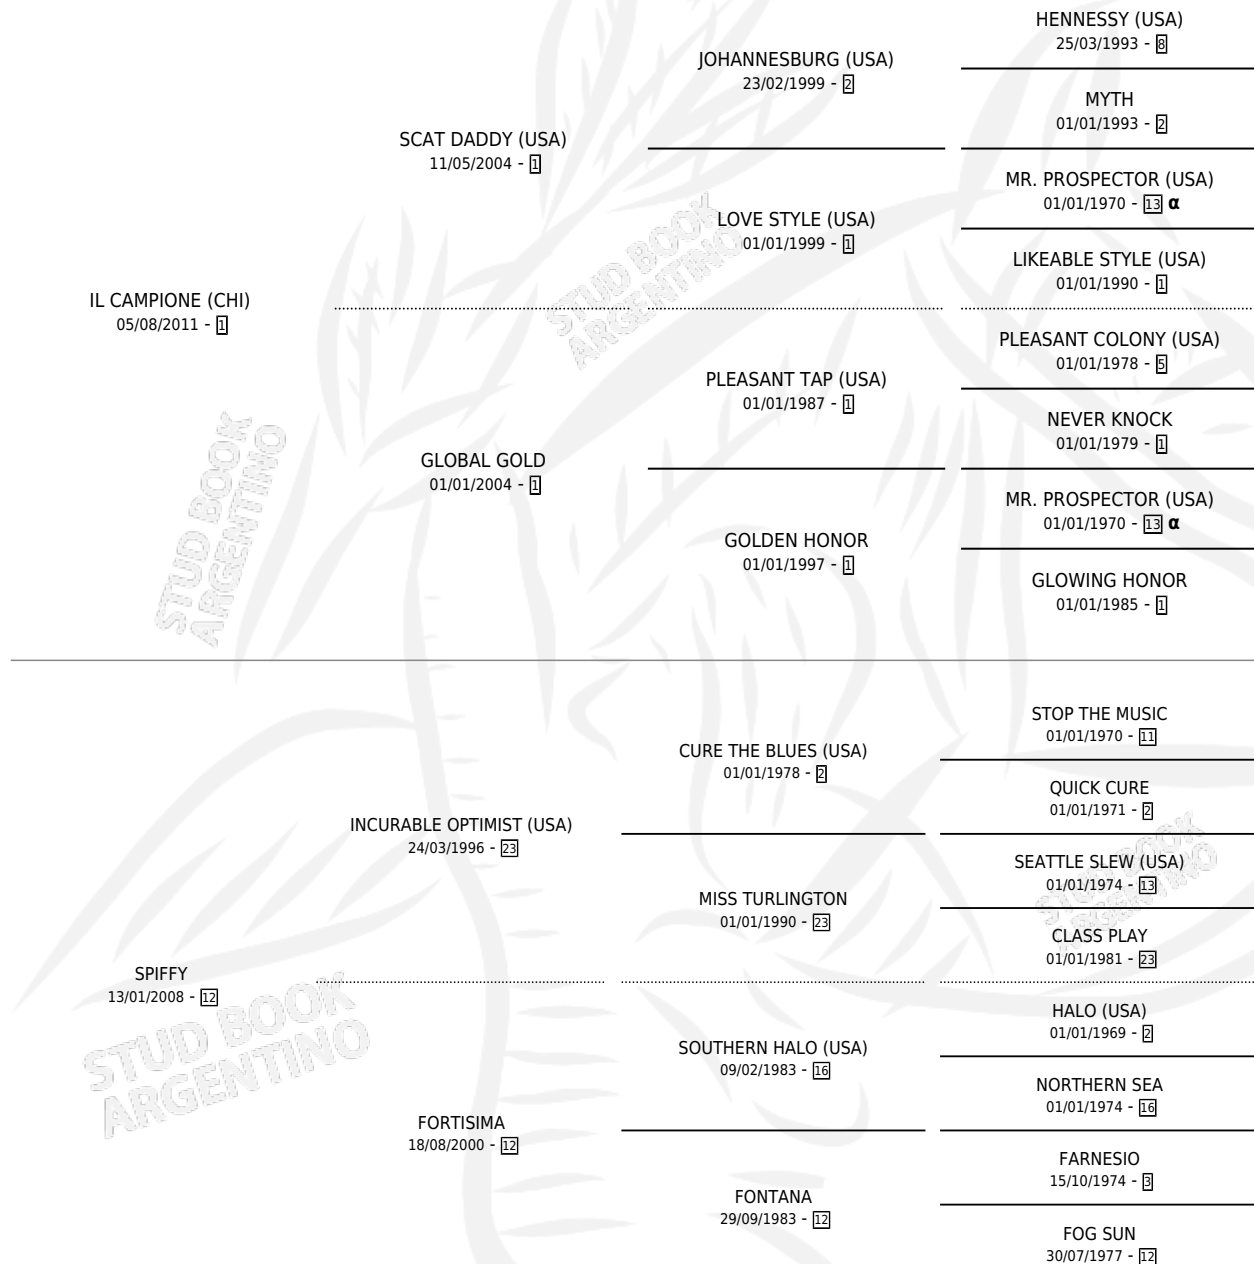 HENNESSY (USA)
25/03/1993 - 8
JOHANNESBURG (USA)
23/02/1999 - 2
MYTH
01/01/1993 - 2
SCAT DADDY (USA)
11/05/2004 - 1
MR. PROSPECTOR (USA)
01/01/1970 - 13 α
LOVE STYLE (USA)
01/01/1999 - 1
LIKEABLE STYLE (USA)
01/01/1990 - 1
IL CAMPIONE (CHI)
05/08/2011 - 1
PLEASANT COLONY (USA)
01/01/1978 - 5
PLEASANT TAP (USA)
01/01/1987 - 1
NEVER KNOCK
01/01/1979 - 1
GLOBAL GOLD
01/01/2004 - 1
MR. PROSPECTOR (USA)
01/01/1970 - 13 α
GOLDEN HONOR
01/01/1997 - 1
GLOWING HONOR
01/01/1985 - 1
STOP THE MUSIC
01/01/1970 - 11
CURE THE BLUES (USA)
01/01/1978 - 2
QUICK CURE
01/01/1971 - 2
INCURABLE OPTIMIST (USA)
24/03/1996 - 23
SEATTLE SLEW (USA)
01/01/1974 - 13
MISS TURLINGTON
01/01/1990 - 23
CLASS PLAY
01/01/1981 - 23
SPIFFY
13/01/2008 - 12
HALO (USA)
01/01/1969 - 2
SOUTHERN HALO (USA)
09/02/1983 - 16
NORTHERN SEA
01/01/1974 - 16
FORTISIMA
18/08/2000 - 12
FARNESIO
15/10/1974 - 3
FONTANA
29/09/1983 - 12
FOG SUN
30/07/1977 - 12
STUD BOOK
ARGENTINO
STUD BOOK
ARGENTINO
STUD BOOK
ARGENTINO
STUD BOOK
ARGENTINO